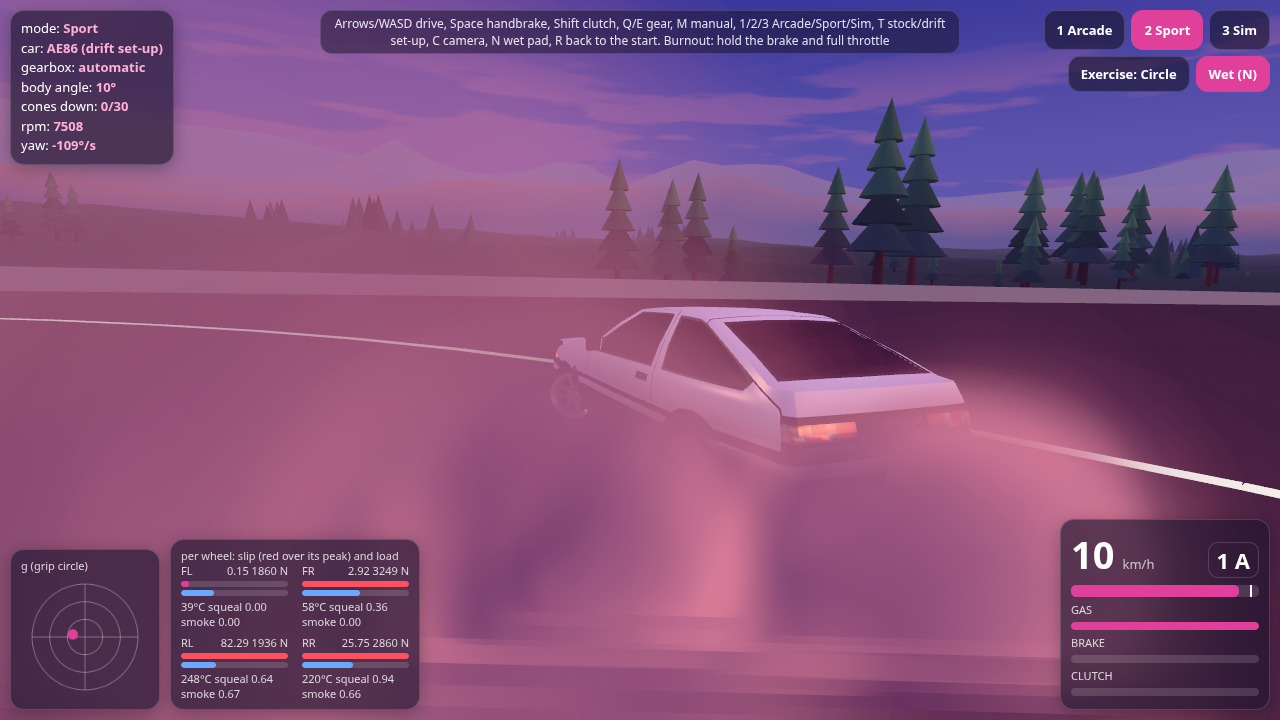 mode: Sport
car: AE86 (drift set-up)
gearbox: automatic
body angle: 10°
cones down: 0/30
rpm: 7508
yaw: -109°/s
Arrows/WASD drive, Space handbrake, Shift clutch, Q/E gear, M manual, 1/2/3 Arcade/Sport/Sim, T stock/drift
set-up, C camera, N wet pad, R back to the start. Burnout: hold the brake and full throttle
1 Arcade
2 Sport
3 Sim
Exercise: Circle
Wet (N)
g (grip circle)
per wheel: slip (red over its peak) and load
FL 0.15 1860 N
FR 2.92 3249 N
39°C squeal 0.00
smoke 0.00
58°C squeal 0.36
smoke 0.00
RL 82.29 1936 N
RR 25.75 2860 N
248°C squeal 0.64
smoke 0.67
220°C squeal 0.94
smoke 0.66
10 km/h
1 A
GAS
BRAKE
CLUTCH